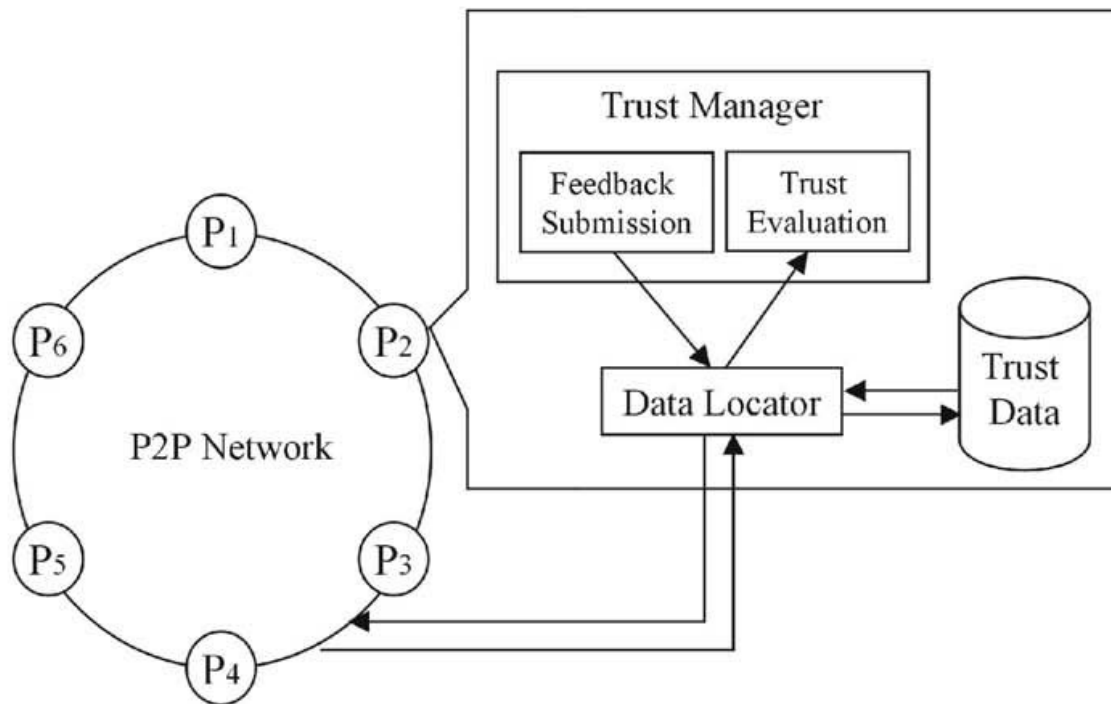 Trust Manager
Feedback
Submission
Trust
Evaluation
P1
P6
P2
P2P Network
P5
P3
P4
Data Locator
Trust
Data